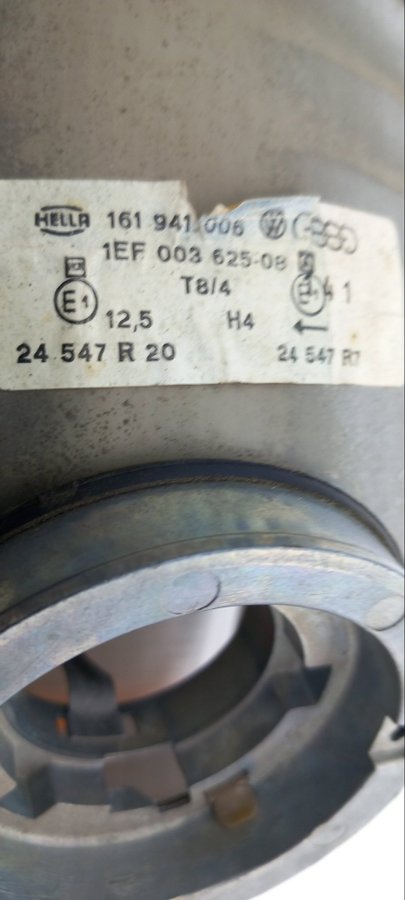 HELLA 161 941 006
1EF 003 625-08
T8/4
E1 12,5 H4 41
24 547 R 20 24 547 R7